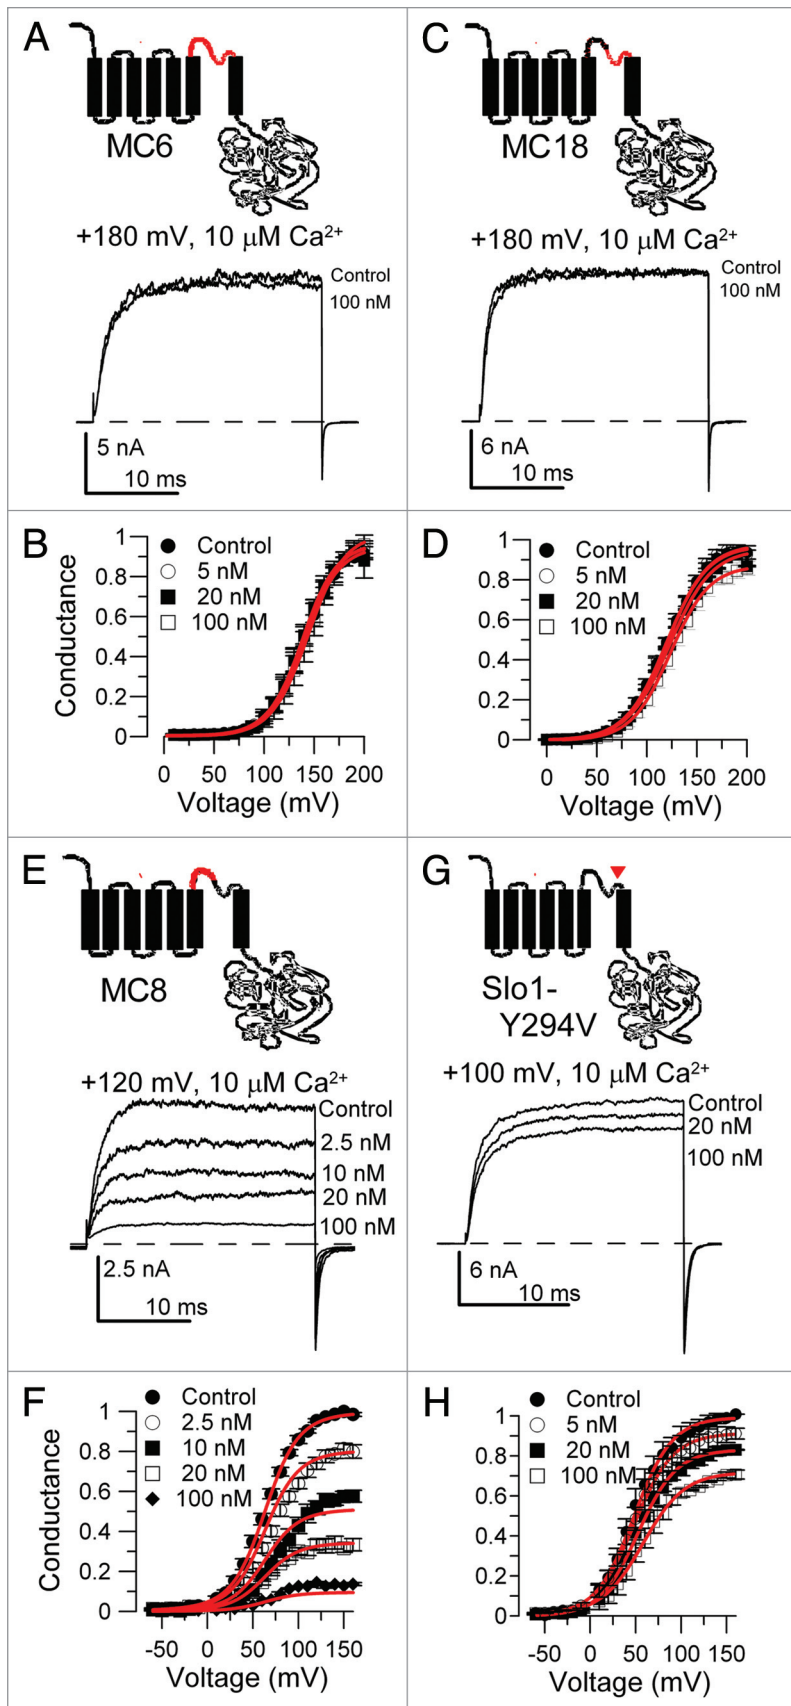 A
MC6
+180 mV, 10 μM Ca²⁺
Control
100 nM
5 nA
10 ms
C
MC18
+180 mV, 10 μM Ca²⁺
Control
100 nM
6 nA
10 ms
B
Conductance
1
0.8
0.6
0.4
0.2
0
Control
5 nM
20 nM
100 nM
0 50 100 150 200
Voltage (mV)
D
1
0.8
0.6
0.4
0.2
0
Control
5 nM
20 nM
100 nM
0 50 100 150 200
Voltage (mV)
E
MC8
+120 mV, 10 μM Ca²⁺
Control
2.5 nM
10 nM
20 nM
100 nM
2.5 nA
10 ms
G
Slo1-
Y294V
+100 mV, 10 μM Ca²⁺
Control
20 nM
100 nM
6 nA
10 ms
F
Conductance
1
0.8
0.6
0.4
0.2
0
Control
2.5 nM
10 nM
20 nM
100 nM
-50 0 50 100 150
Voltage (mV)
H
1
0.8
0.6
0.4
0.2
0
Control
5 nM
20 nM
100 nM
-50 0 50 100 150
Voltage (mV)